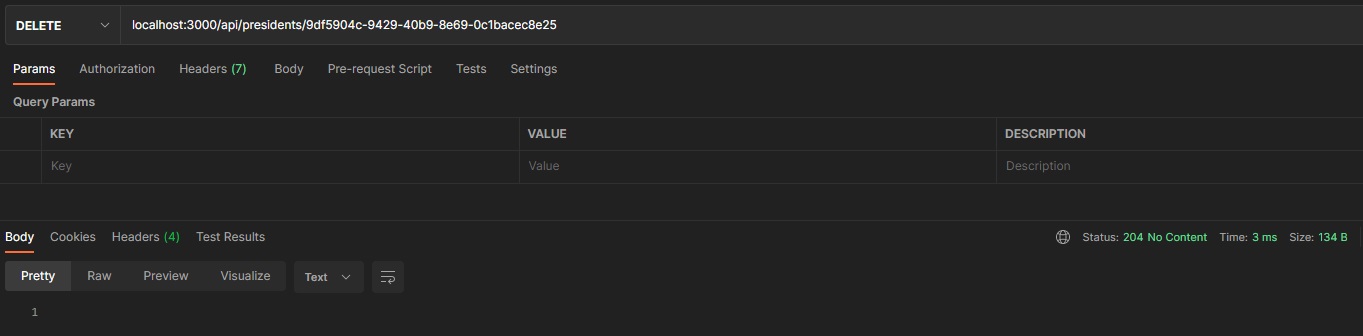 DELETE localhost:3000/api/presidents/9df5904c-9429-40b9-8e69-0c1bacec8e25
Params Authorization Headers (7) Body Pre-request Script Tests Settings
Query Params
KEY VALUE DESCRIPTION
Key Value Description
Body Cookies Headers (4) Test Results Status: 204 No Content Time: 3 ms Size: 134 B
Pretty Raw Preview Visualize Text
1